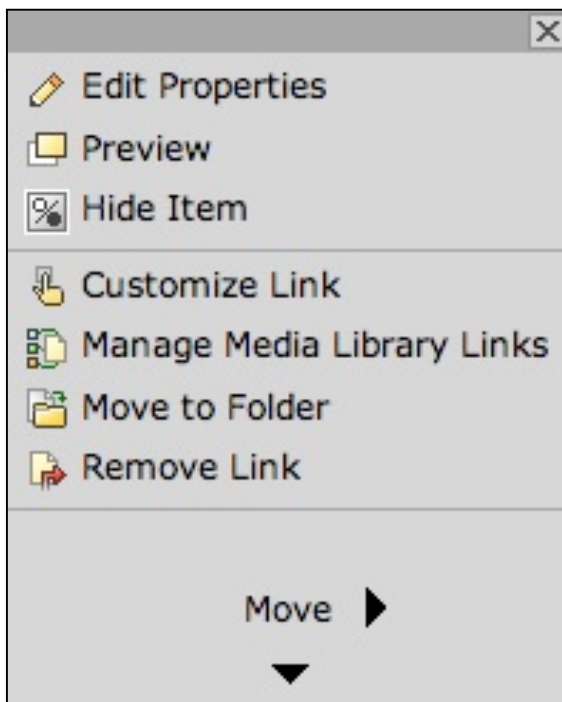 Edit Properties
Preview
Hide Item
Customize Link
Manage Media Library Links
Move to Folder
Remove Link
Move